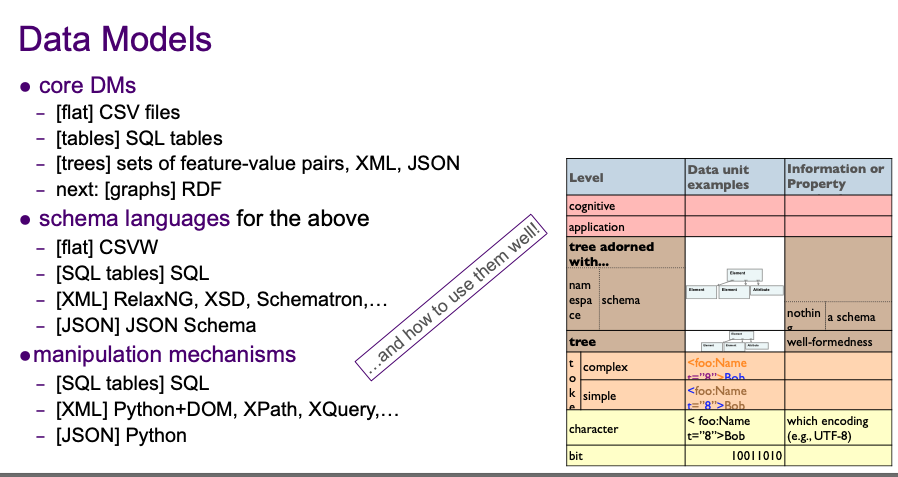 Data Models
● core DMs
– [flat] CSV files
– [tables] SQL tables
– [trees] sets of feature-value pairs, XML, JSON
– next: [graphs] RDF
● schema languages for the above
– [flat] CSVW
– [SQL tables] SQL
– [XML] RelaxNG, XSD, Schematron,…
– [JSON] JSON Schema
●manipulation mechanisms
– [SQL tables] SQL
– [XML] Python+DOM, XPath, XQuery,…
– [JSON] Python
…and how to use them well!
Level Data unit examples Information or Property
cognitive
application
tree adorned with...
Element
Element Element Attribute
nam espa ce schema nothin g a schema
tree Element Element Element Attribute well-formedness
t o k e complex <foo:Name t="8">Bob
simple <foo:Name t="8">Bob
character < foo:Name t="8">Bob which encoding (e.g., UTF-8)
bit 10011010